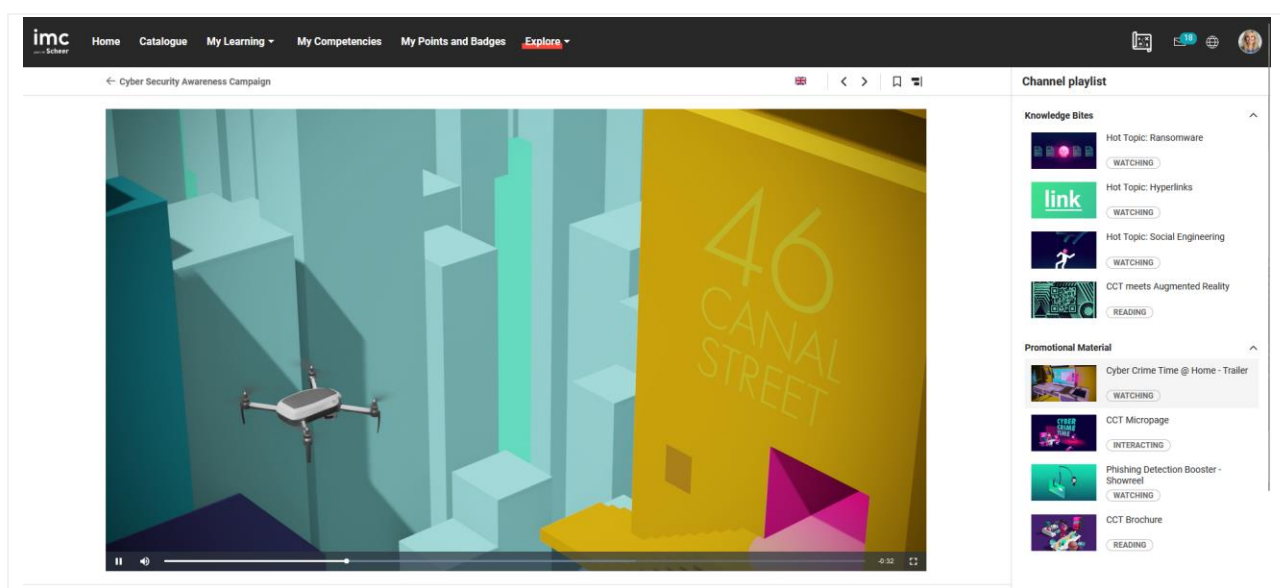 imc
Scheer
Home Catalogue My Learning My Competencies My Points and Badges Explore
18
Cyber Security Awareness Campaign
46
CANAL
STREET
-0:32
Channel playlist
Knowledge Bites
Hot Topic: Ransomware
WATCHING
link
Hot Topic: Hyperlinks
WATCHING
Hot Topic: Social Engineering
WATCHING
CCT meets Augmented Reality
READING
Promotional Material
Cyber Crime Time @ Home - Trailer
WATCHING
CYBER
CRIME
TIME
CCT Micropage
INTERACTING
Phishing Detection Booster -
Showreel
WATCHING
CCT Brochure
READING